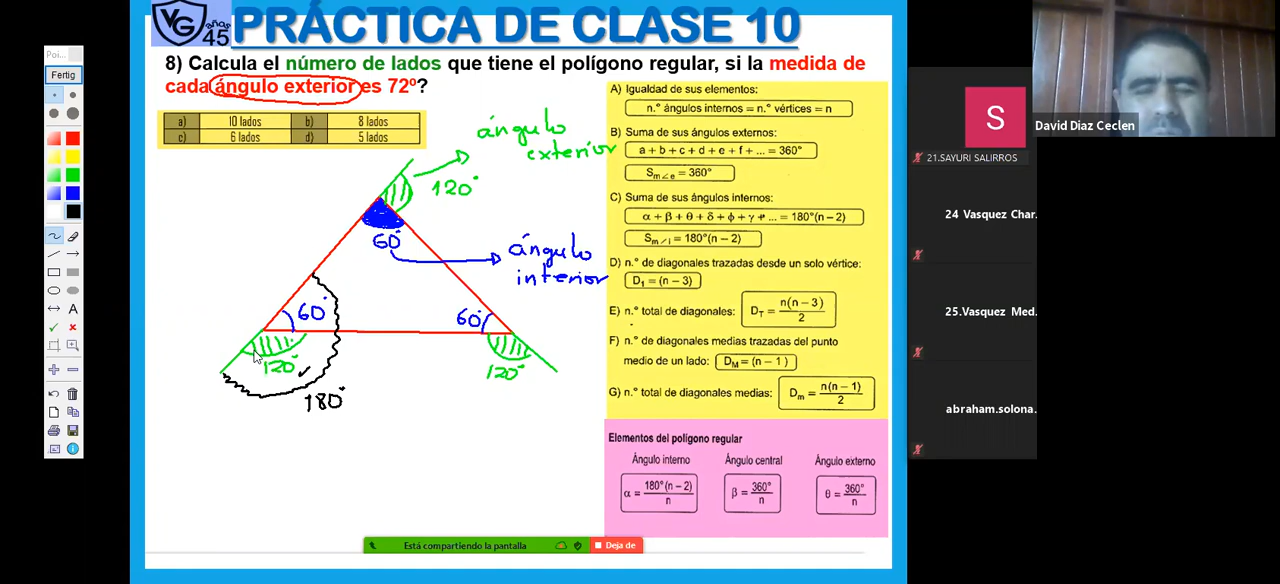 VG
años
45
PRÁCTICA DE CLASE 10
8) Calcula el número de lados que tiene el polígono regular, si la medida de
cada ángulo exterior es 72º?
a) 10 lados b) 8 lados
c) 6 lados d) 5 lados
ángulo
exterior
120°
60°
ángulo
interior
60°
60°
120°
120°
180°
A) Igualdad de sus elementos:
n.° ángulos internos = n.° vértices = n
B) Suma de sus ángulos externos:
a + b + c + d + e + f + ... = 360°
Sm∠e = 360°
C) Suma de sus ángulos internos:
α + β + θ + δ + ϕ + γ + ... = 180°(n – 2)
Sm∠i = 180°(n – 2)
D) n.° de diagonales trazadas desde un solo vértice:
D1 = (n – 3)
E) n.° total de diagonales: DT = n(n – 3)/2
F) n.° de diagonales medias trazadas del punto
medio de un lado: DM = (n – 1)
G) n.° total de diagonales medias: Dm = n(n – 1)/2
Elementos del polígono regular
Ángulo interno Ángulo central Ángulo externo
α = 180°(n – 2)/n β = 360°/n θ = 360°/n
Está compartiendo la pantalla
Deja de
Poi...
Fertig
A
David Diaz Ceclen
S
21.SAYURI SALIRROS
24 Vasquez Char.
25.Vasquez Med.
abraham.solona.